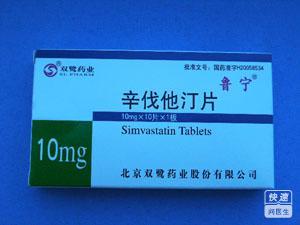 双鹭药业
SL PHARM
批准文号：国药准字H20058534
鲁宁®
辛伐他汀片
10mg×10片×1板
Simvastatin Tablets
10mg
北京双鹭药业股份有限公司
快速
问医生